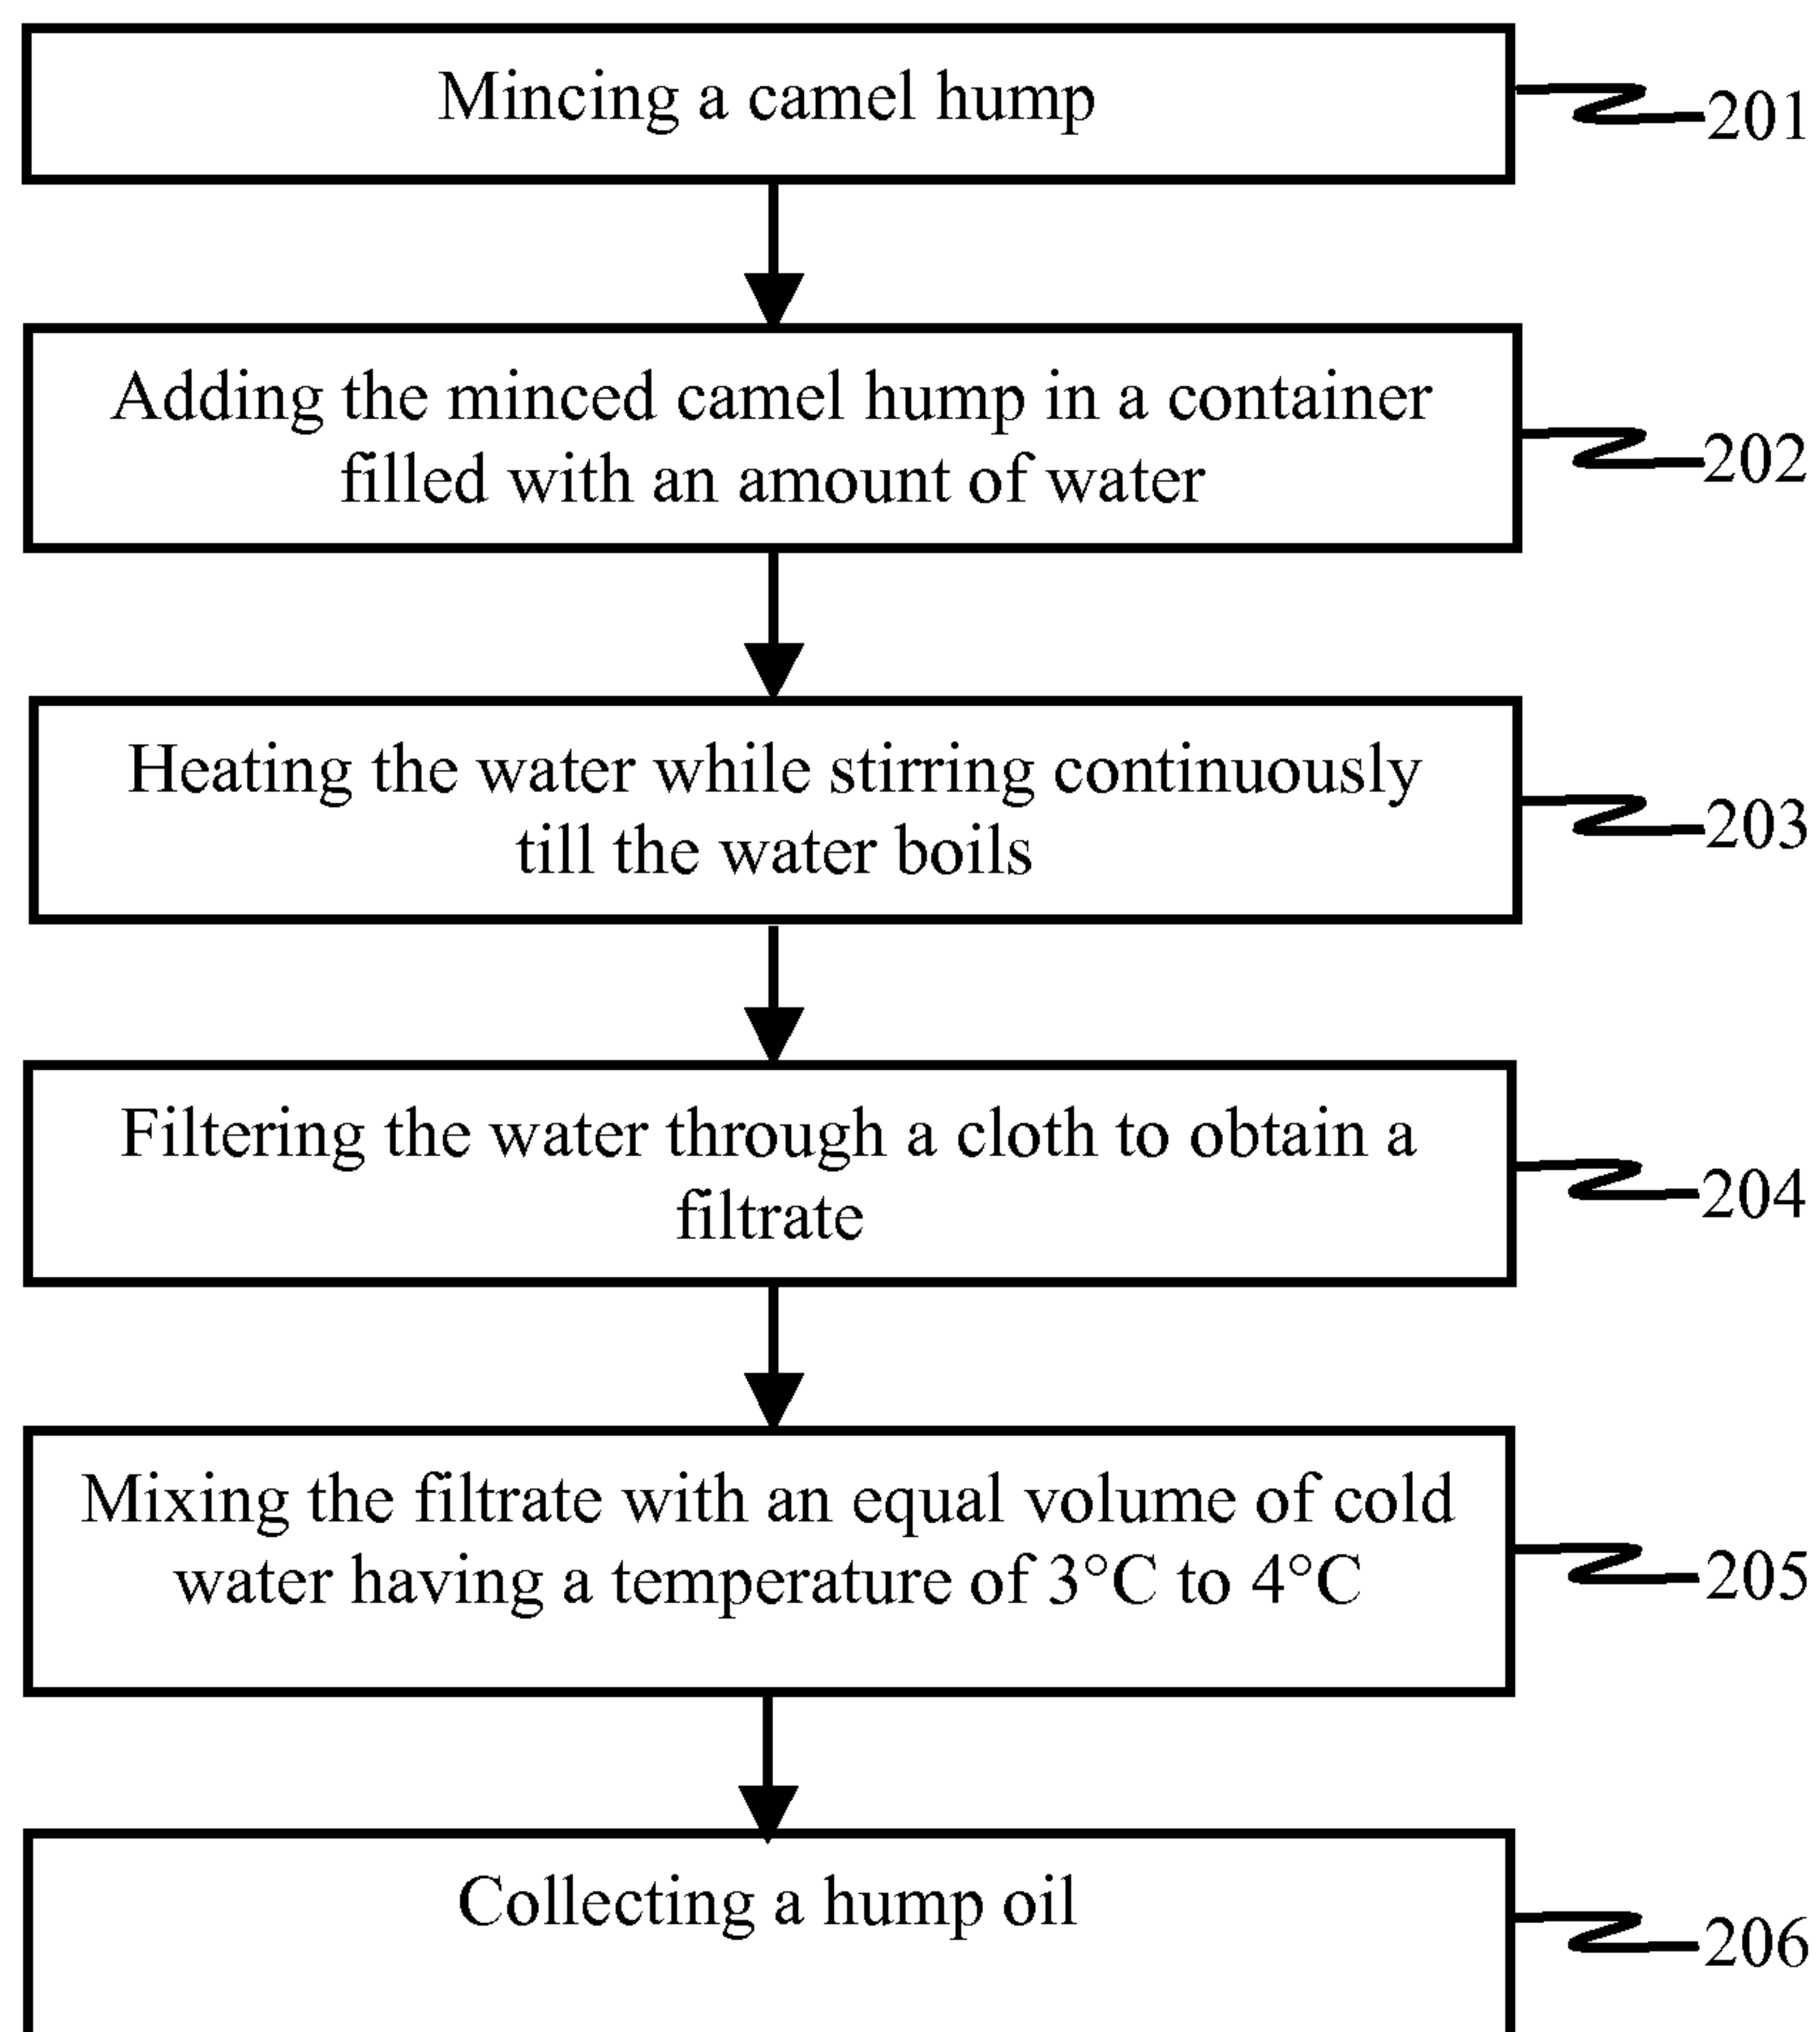 Mincing a camel hump
201
Adding the minced camel hump in a container
filled with an amount of water
202
Heating the water while stirring continuously
till the water boils
203
Filtering the water through a cloth to obtain a
filtrate
204
Mixing the filtrate with an equal volume of cold
water having a temperature of 3°C to 4°C
205
Collecting a hump oil
206